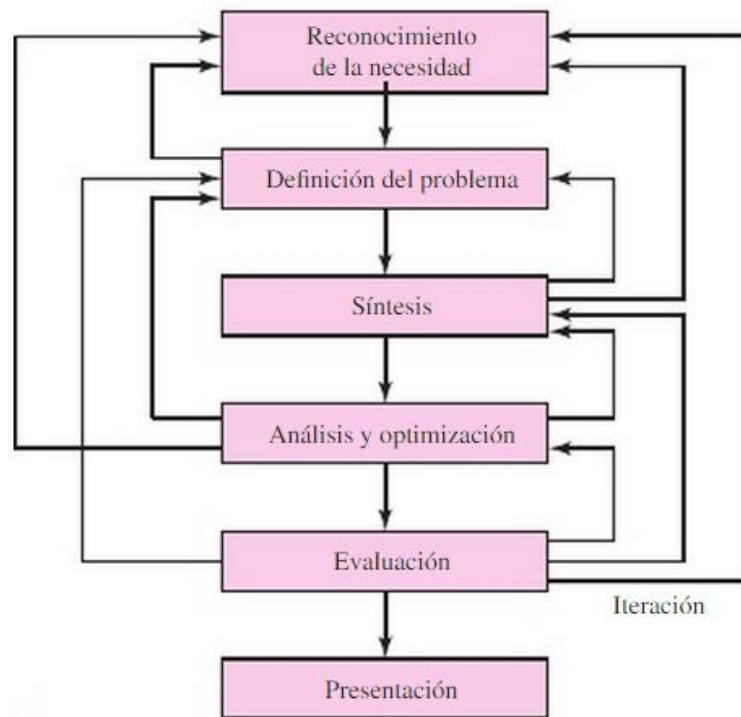 Reconocimiento
de la necesidad
Definición del problema
Síntesis
Análisis y optimización
Evaluación
Iteración
Presentación